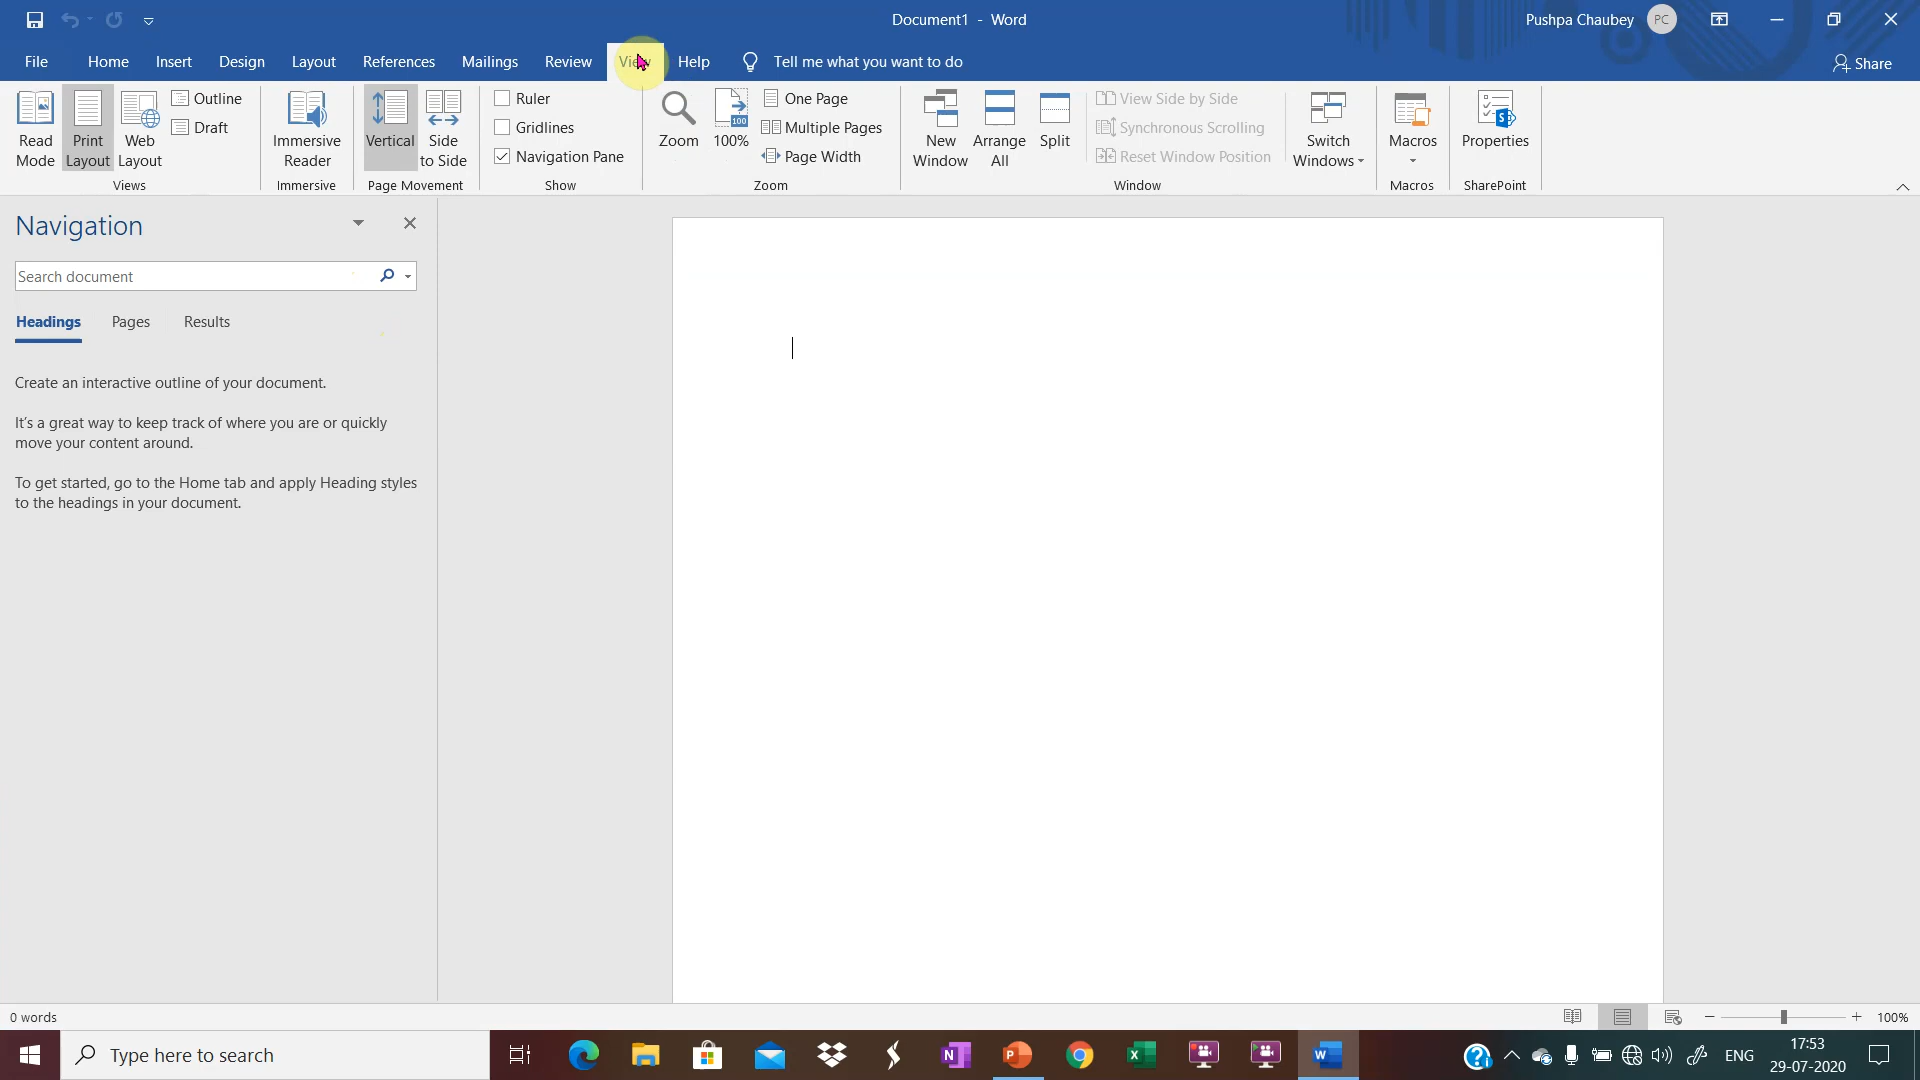 Document1 - Word
Pushpa Chaubey PC
File Home Insert Design Layout References Mailings Review View Help Tell me what you want to do Share
Read Mode
Print Layout
Web Layout
Outline
Draft
Views
Immersive Reader
Immersive
Vertical
Side to Side
Page Movement
Ruler
Gridlines
Navigation Pane
Show
Zoom
100
100%
One Page
Multiple Pages
Page Width
Zoom
New Window
Arrange All
Split
View Side by Side
Synchronous Scrolling
Reset Window Position
Window
Switch Windows
Macros
Macros
Properties
SharePoint
Navigation
Search document
Headings Pages Results
Create an interactive outline of your document.
It's a great way to keep track of where you are or quickly
move your content around.
To get started, go to the Home tab and apply Heading styles
to the headings in your document.
0 words
100%
Type here to search
ENG
17:53
29-07-2020